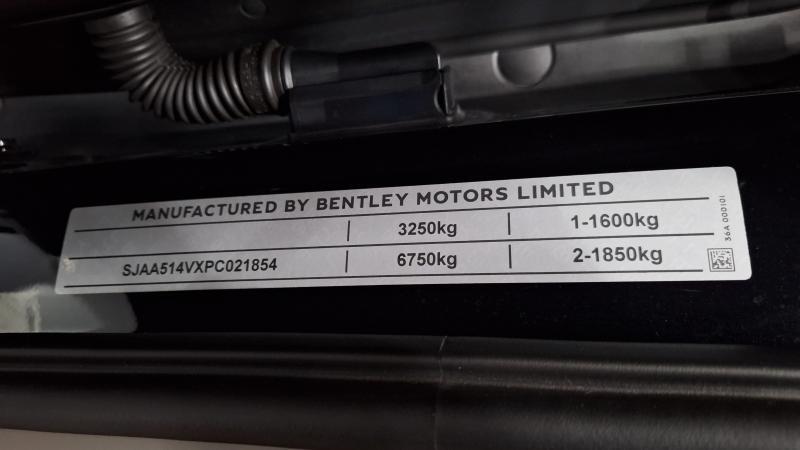 MANUFACTURED BY BENTLEY MOTORS LIMITED
3250kg 1-1600kg
SJAA514VXPC021854 6750kg 2-1850kg
36A 000101